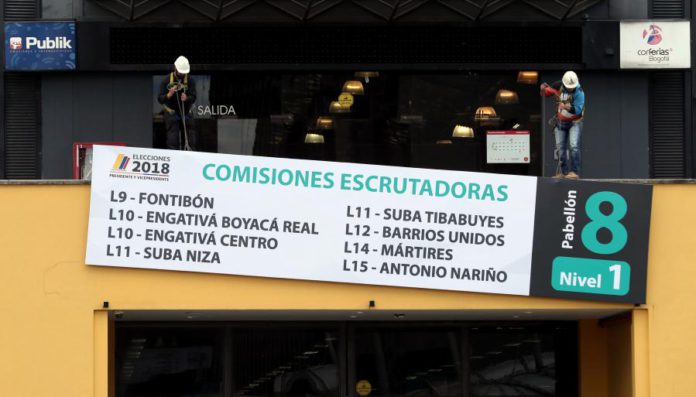 Publik
corferias
Bogotá
SALIDA
ELECCIONES
2018
PRESIDENTE Y VICEPRESIDENTE
COMISIONES ESCRUTADORAS
L9 - FONTIBÓN
L10 - ENGATIVÁ BOYACÁ REAL
L10 - ENGATIVÁ CENTRO
L11 - SUBA NIZA
L11 - SUBA TIBABUYES
L12 - BARRIOS UNIDOS
L14 - MÁRTIRES
L15 - ANTONIO NARIÑO
Pabellón
8
Nivel 1